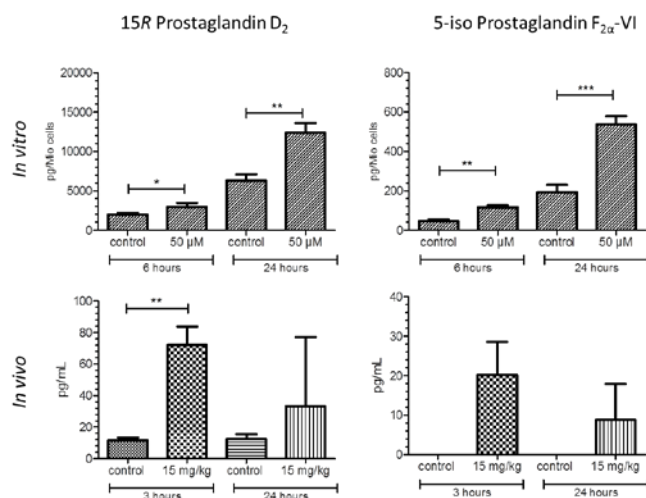 15R Prostaglandin D2
5-iso Prostaglandin F2α-VI
In vitro
pg/Mio cells
20000
15000
10000
5000
0
*
**
control
50 µM
control
50 µM
6 hours
24 hours
pg/Mio cells
800
600
400
200
0
**
***
control
50 µM
control
50 µM
6 hours
24 hours
In vivo
pg/mL
100
80
60
40
20
0
**
control
15 mg/kg
control
15 mg/kg
3 hours
24 hours
pg/mL
40
30
20
10
0
control
15 mg/kg
control
15 mg/kg
3 hours
24 hours